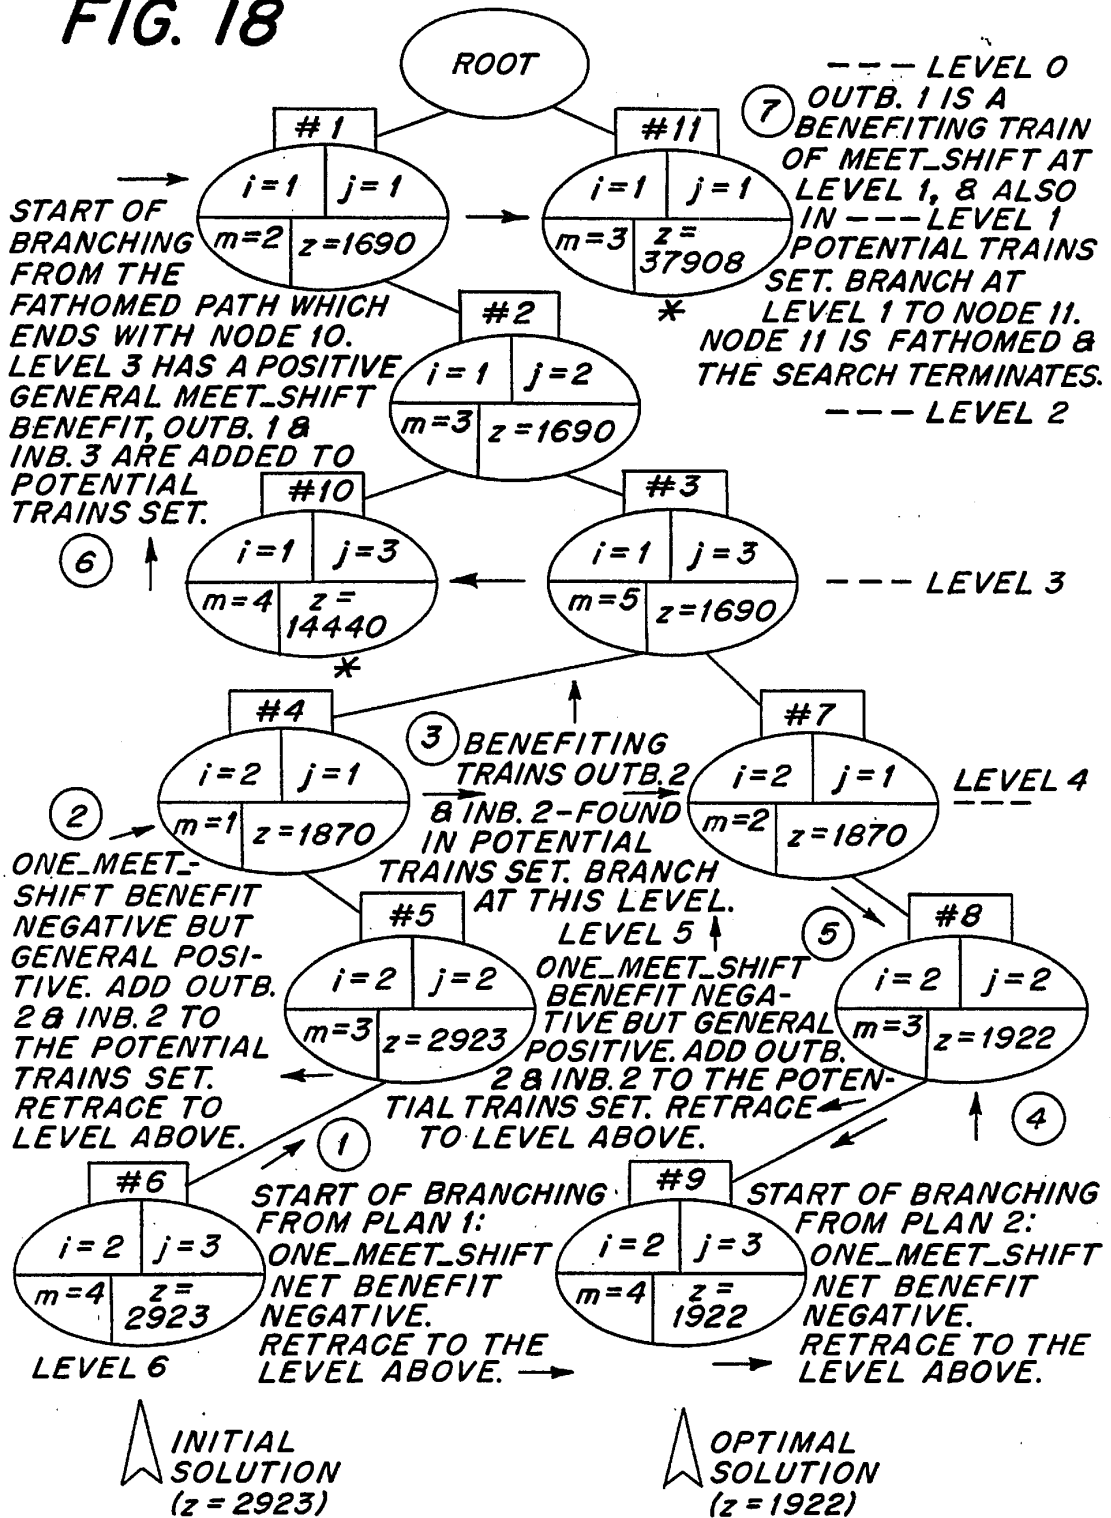 FIG. 18
ROOT
--- LEVEL 0
#1
i=1
j=1
m=2
z=1690
#11
i=1
j=1
m=3
z=
37908
*
7
OUTB. 1 IS A
BENEFITING TRAIN
OF MEET_SHIFT AT
LEVEL 1, & ALSO
IN --- LEVEL 1
POTENTIAL TRAINS
SET. BRANCH AT
LEVEL 1 TO NODE 11.
NODE 11 IS FATHOMED &
THE SEARCH TERMINATES.
--- LEVEL 2
START OF
BRANCHING
FROM THE
FATHOMED PATH WHICH
ENDS WITH NODE 10.
LEVEL 3 HAS A POSITIVE
GENERAL MEET_SHIFT
BENEFIT, OUTB. 1 &
INB. 3 ARE ADDED TO
POTENTIAL
TRAINS SET.
6
#2
i=1
j=2
m=3
z=1690
#10
i=1
j=3
m=4
z=
14440
*
#3
i=1
j=3
m=5
z=1690
--- LEVEL 3
#4
i=2
j=1
m=1
z=1870
3
BENEFITING
TRAINS OUTB. 2
& INB. 2-FOUND
IN POTENTIAL
TRAINS SET. BRANCH
AT THIS LEVEL.
#7
i=2
j=1
m=2
z=1870
LEVEL 4
---
2
ONE_MEET_-
SHIFT BENEFIT
NEGATIVE BUT
GENERAL POSI-
TIVE. ADD OUTB.
2 & INB. 2 TO
THE POTENTIAL
TRAINS SET.
RETRACE TO
LEVEL ABOVE.
#5
i=2
j=2
m=3
z=2923
LEVEL 5
5
ONE_MEET_SHIFT
BENEFIT NEGA-
TIVE BUT GENERAL
POSITIVE. ADD OUTB.
2 & INB. 2 TO THE POTEN-
TIAL TRAINS SET. RETRACE
TO LEVEL ABOVE.
#8
i=2
j=2
m=3
z=1922
#6
i=2
j=3
m=4
z=
2923
LEVEL 6
1
START OF BRANCHING
FROM PLAN 1:
ONE_MEET_SHIFT
NET BENEFIT
NEGATIVE.
RETRACE TO THE
LEVEL ABOVE.
#9
i=2
j=3
m=4
z=
1922
4
START OF BRANCHING
FROM PLAN 2:
ONE_MEET_SHIFT
NET BENEFIT
NEGATIVE.
RETRACE TO THE
LEVEL ABOVE.
INITIAL
SOLUTION
(z = 2923)
OPTIMAL
SOLUTION
(z = 1922)